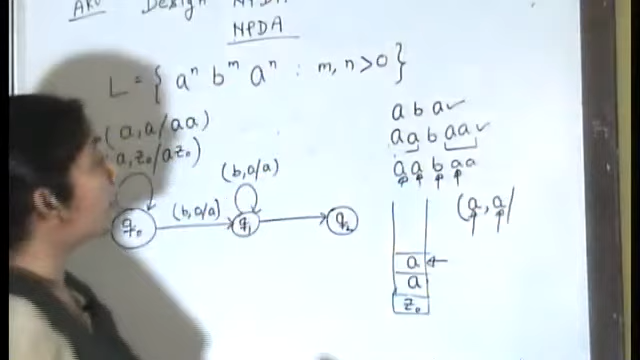 Design
NPDA
L = { aⁿ bᵐ aⁿ : m, n > 0 }
(a, a/aa)
a, z₀/az₀)
(b, a/a)
(b, a/a)
q₀
q₁
q₂
a b a ✓
a a b a a ✓
a a b a a
(a, a/
a ←
a
z₀